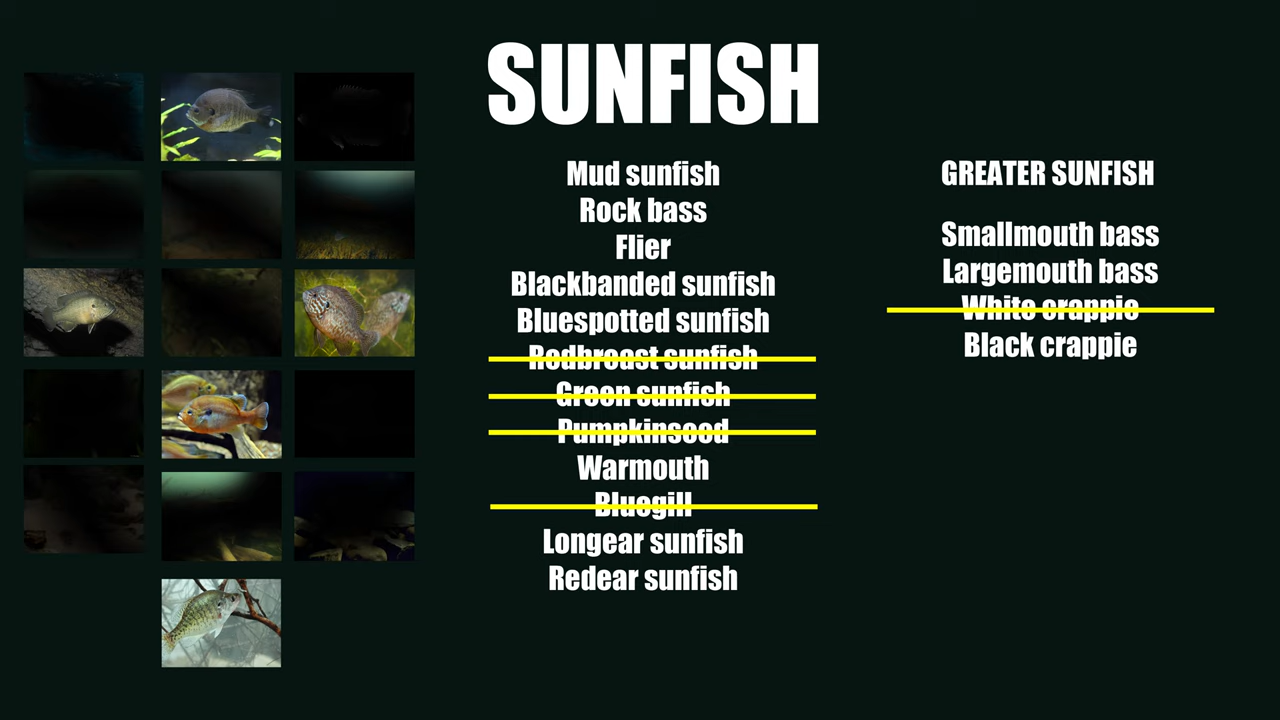 SUNFISH
Mud sunfish
Rock bass
Flier
Blackbanded sunfish
Bluespotted sunfish
Redbreast sunfish
Green sunfish
Pumpkinseed
Warmouth
Bluegill
Longear sunfish
Redear sunfish
GREATER SUNFISH
Smallmouth bass
Largemouth bass
White crappie
Black crappie